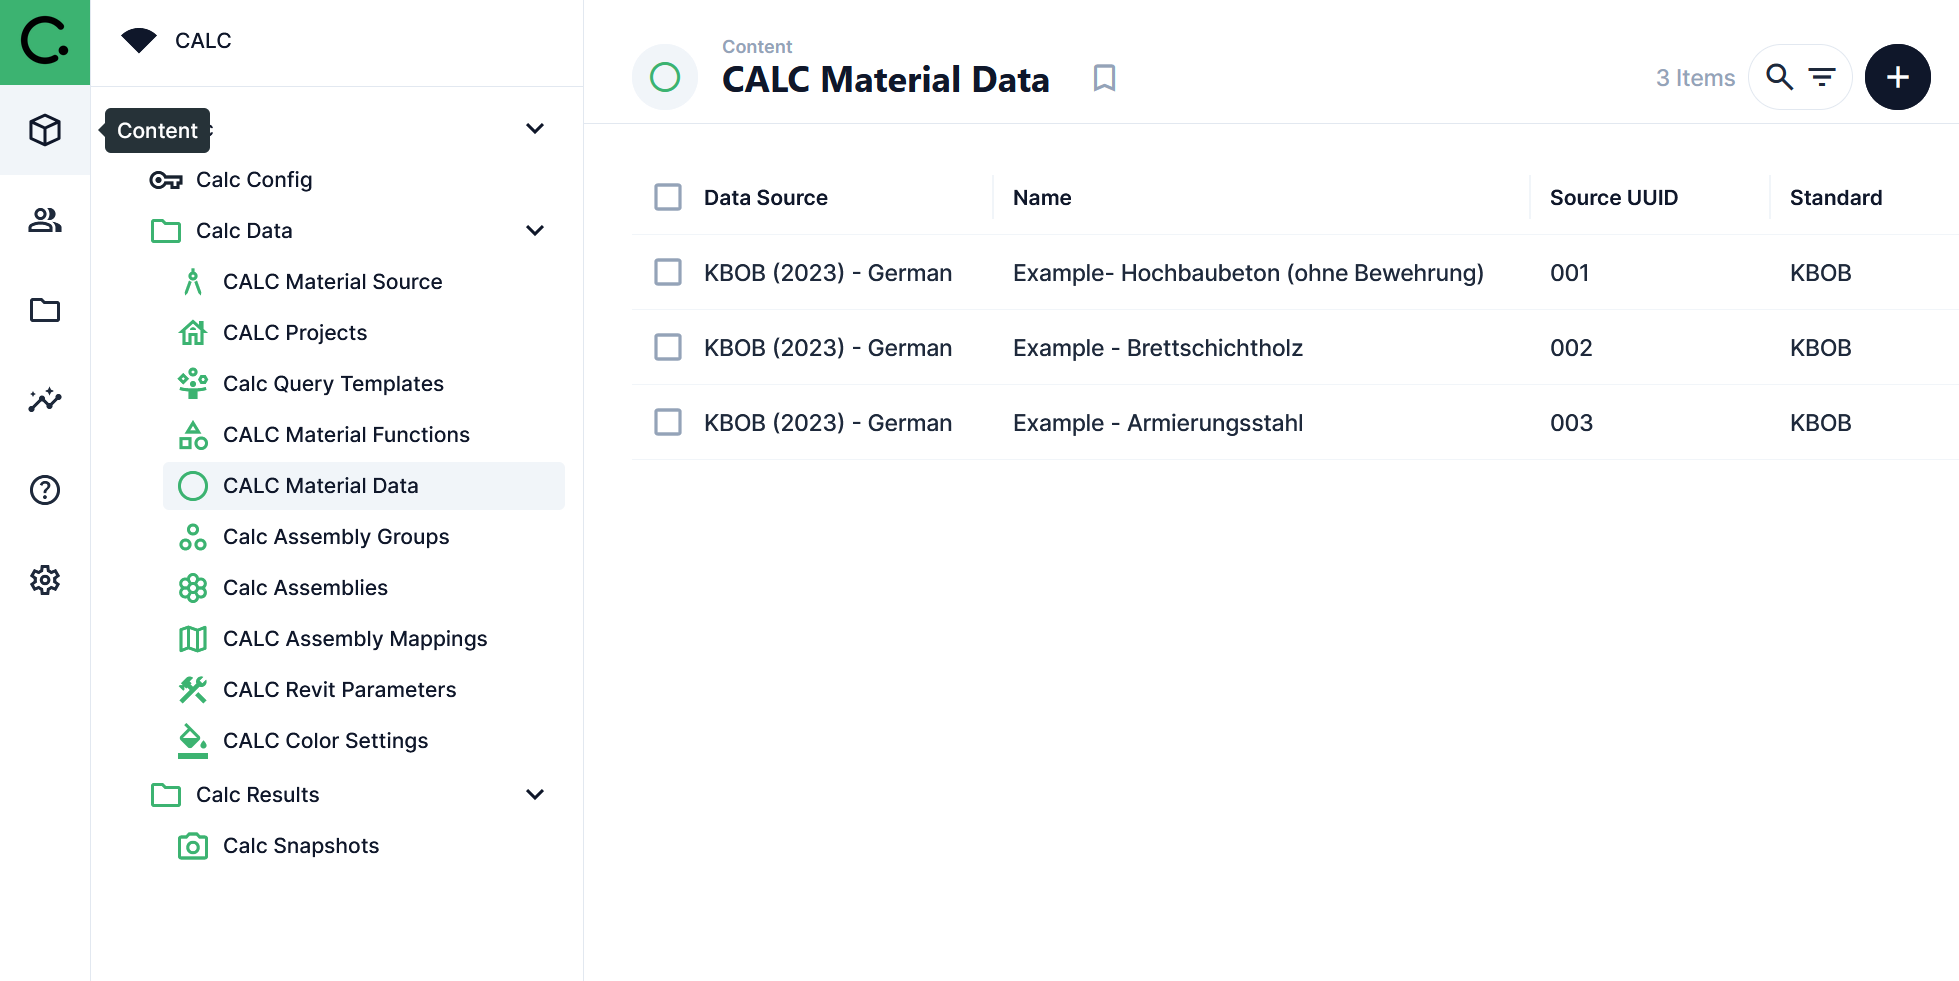 CALC
Content
Calc Config
Calc Data
CALC Material Source
CALC Projects
Calc Query Templates
CALC Material Functions
CALC Material Data
Calc Assembly Groups
Calc Assemblies
CALC Assembly Mappings
CALC Revit Parameters
CALC Color Settings
Calc Results
Calc Snapshots
Content
CALC Material Data
3 Items
Data Source Name Source UUID Standard
KBOB (2023) - German Example- Hochbaubeton (ohne Bewehrung) 001 KBOB
KBOB (2023) - German Example - Brettschichtholz 002 KBOB
KBOB (2023) - German Example - Armierungsstahl 003 KBOB